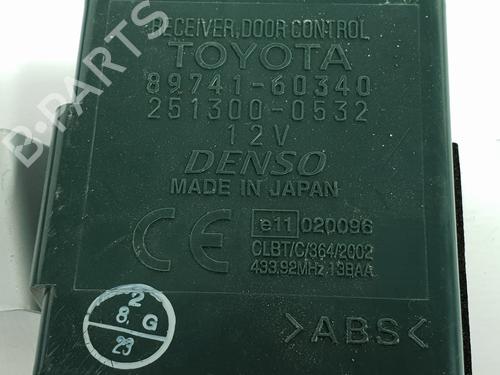 RECEIVER, DOOR CONTROL
TOYOTA
89741-60340
251300-0532
12V
DENSO
MADE IN JAPAN
CE e11 020096
CLBT/C/364/2002
433.92MHz 13BAA
2
8. G
23
>ABS<
B-PARTS